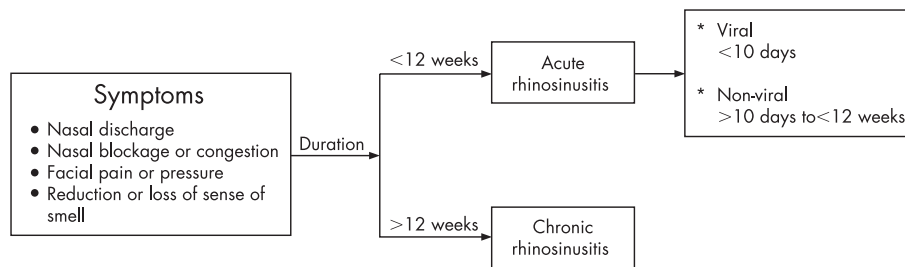 Symptoms
● Nasal discharge
● Nasal blockage or congestion
● Facial pain or pressure
● Reduction or loss of sense of
smell
Duration
<12 weeks
Acute
rhinosinusitis
* Viral
<10 days
* Non-viral
>10 days to<12 weeks
>12 weeks
Chronic
rhinosinusitis